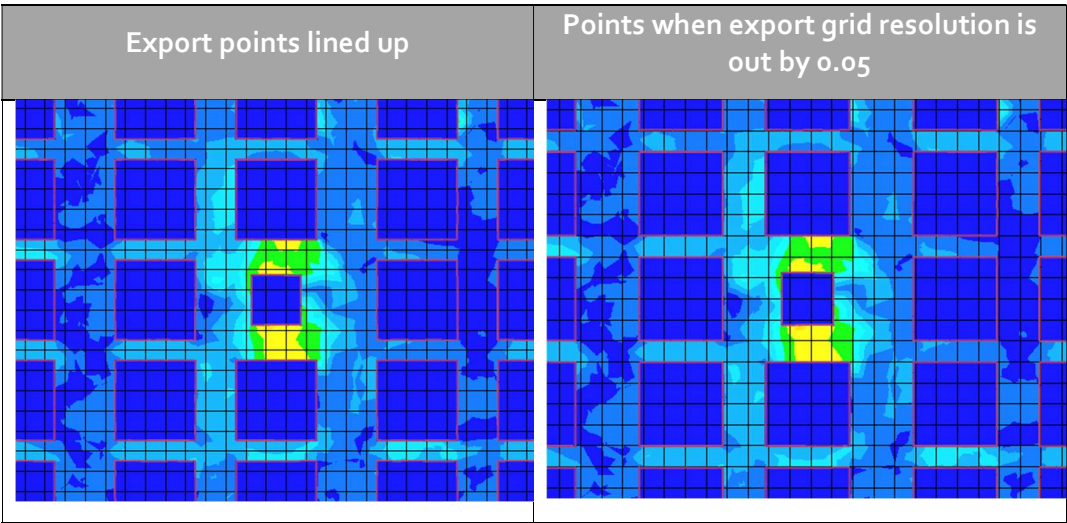 Export points lined up
Points when export grid resolution is
out by 0.05